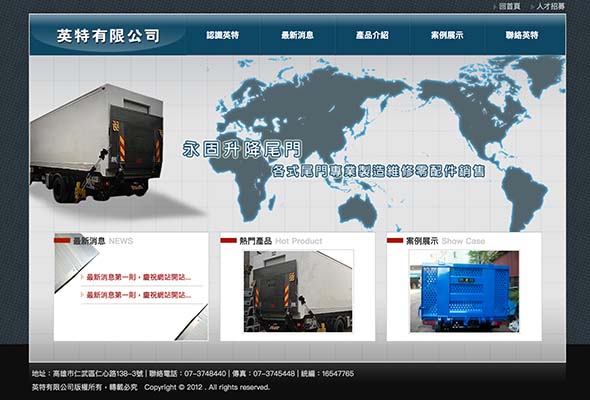 回首頁 人才招募
英特有限公司 認識英特 最新消息 產品介紹 案例展示 聯絡英特
永固升降尾門
各式尾門專業製造維修零配件銷售
最新消息 NEWS
最新消息第一則，慶祝網站開站...
最新消息第一則，慶祝網站開站...
熱門產品 Hot Product
案例展示 Show Case
地址：高雄市仁武區仁心路138-3號 | 聯絡電話：07-3748440 | 傳真：07-3745448 | 統編：16547765
英特有限公司版權所有，轉載必究 Copyright © 2012 . All rights reserved.